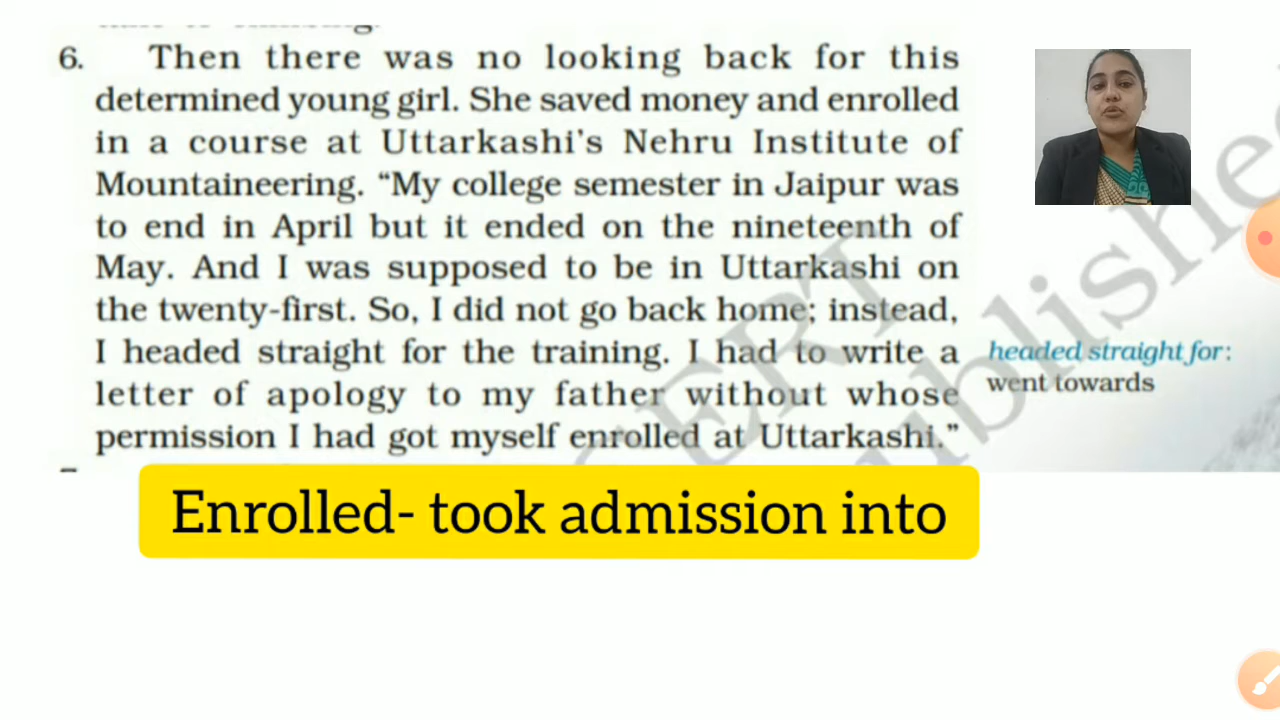 6. Then there was no looking back for this
determined young girl. She saved money and enrolled
in a course at Uttarkashi’s Nehru Institute of
Mountaineering. “My college semester in Jaipur was
to end in April but it ended on the nineteenth of
May. And I was supposed to be in Uttarkashi on
the twenty-first. So, I did not go back home; instead,
I headed straight for the training. I had to write a
letter of apology to my father without whose
permission I had got myself enrolled at Uttarkashi.”
headed straight for:
went towards
Enrolled- took admission into